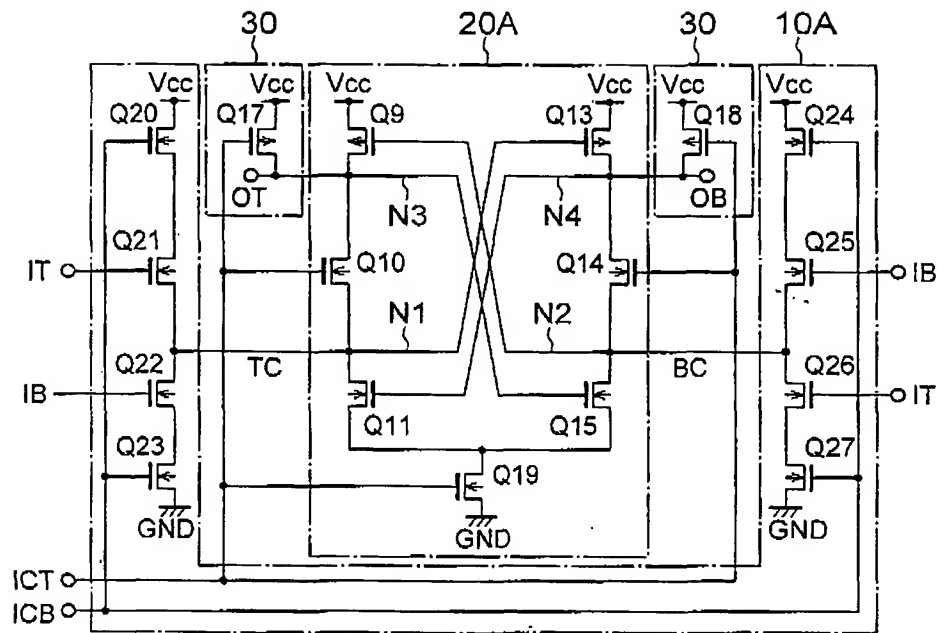 30 20A 30 10A
Vcc Vcc Vcc Vcc Vcc Vcc
Q20 Q17 Q9 Q13 Q18 Q24
OT N3 N4 OB
Q21 Q25
IT Q10 Q14 IB
N1 N2
TC BC
Q22 Q26
IB IT
Q11 Q15
Q23 Q27
Q19
GND GND GND
ICT
ICB